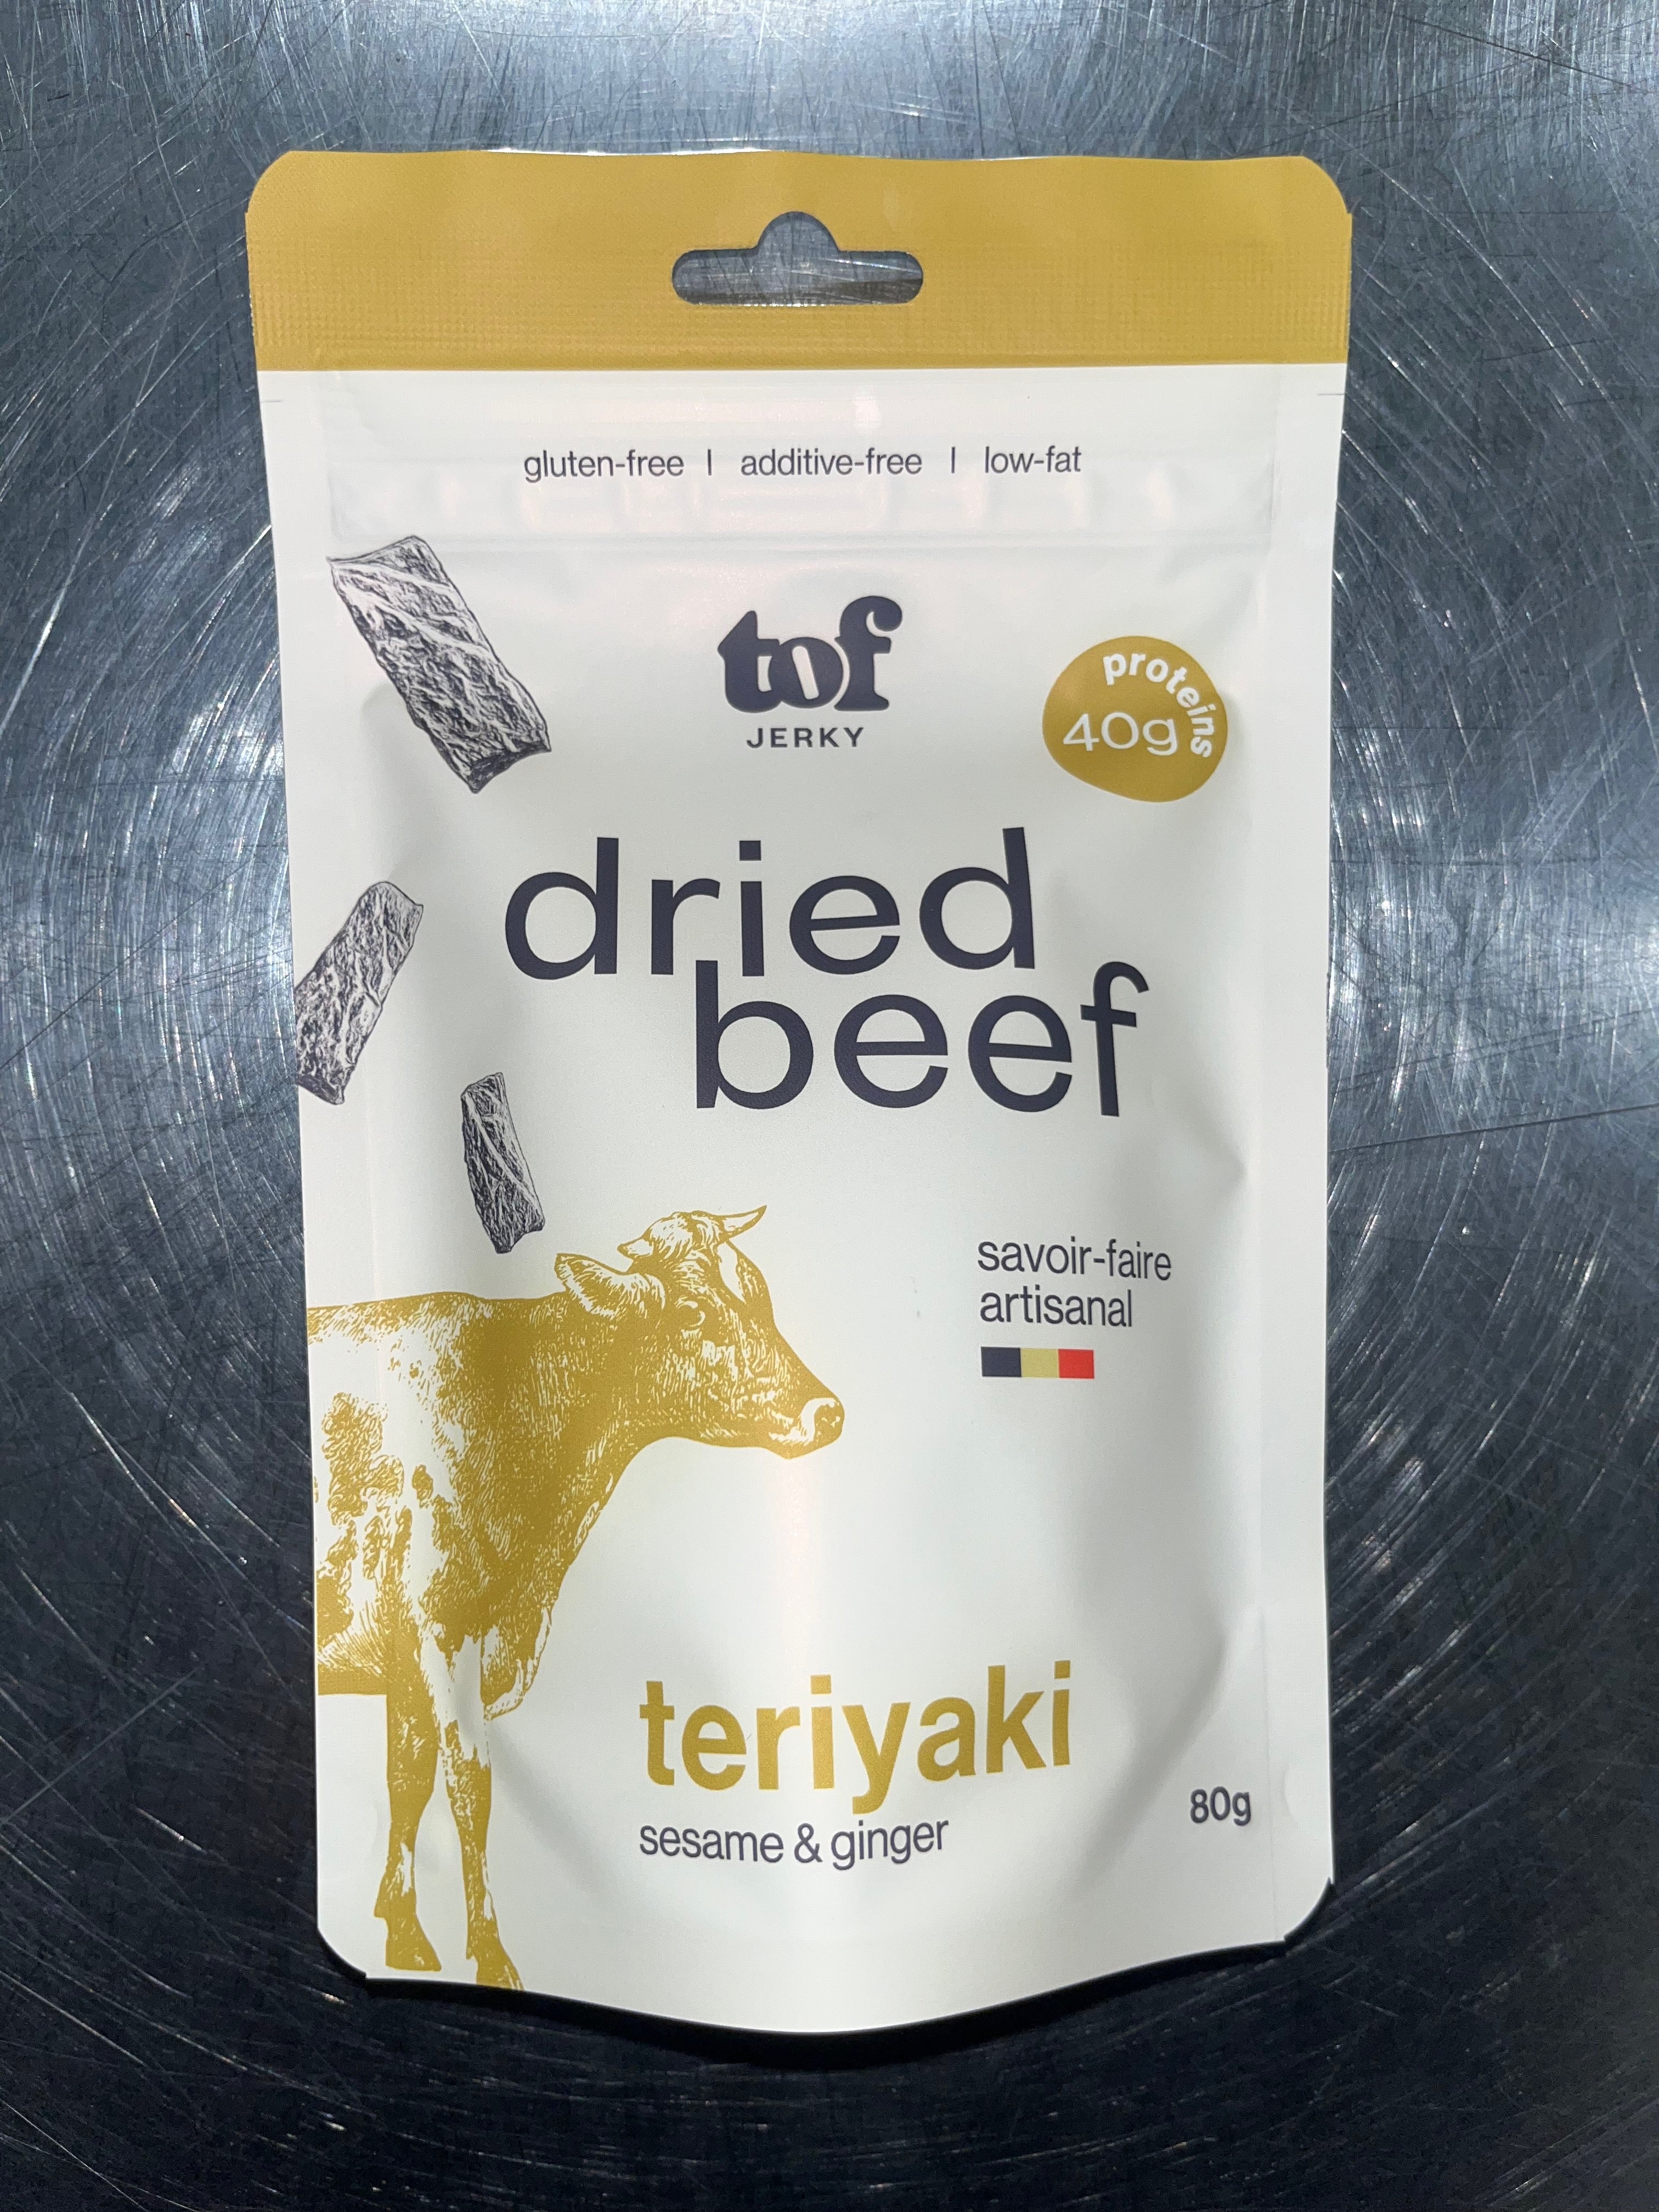 gluten-free | additive-free | low-fat
tof
JERKY
proteins
40g
dried
beef
savoir-faire
artisanal
teriyaki
sesame & ginger
80g